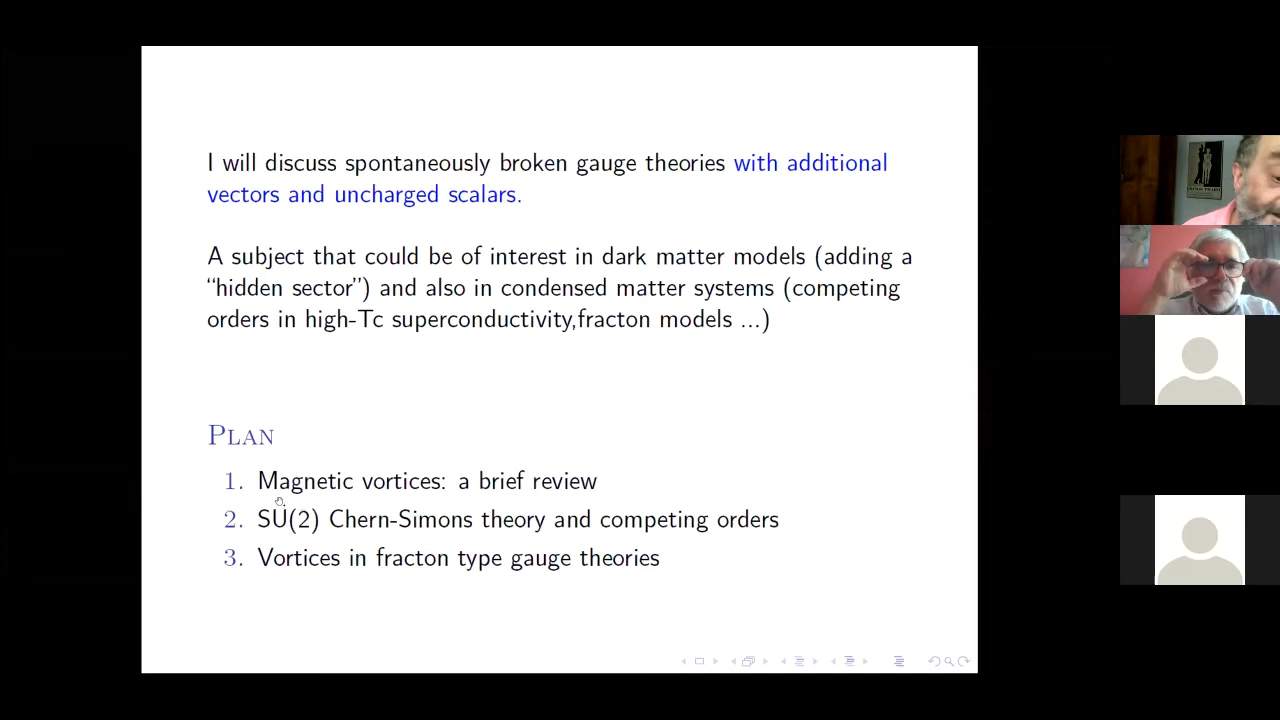 I will discuss spontaneously broken gauge theories with additional
vectors and uncharged scalars.
A subject that could be of interest in dark matter models (adding a
“hidden sector”) and also in condensed matter systems (competing
orders in high-Tc superconductivity,fracton models ...)
Plan
1. Magnetic vortices: a brief review
2. SU(2) Chern-Simons theory and competing orders
3. Vortices in fracton type gauge theories